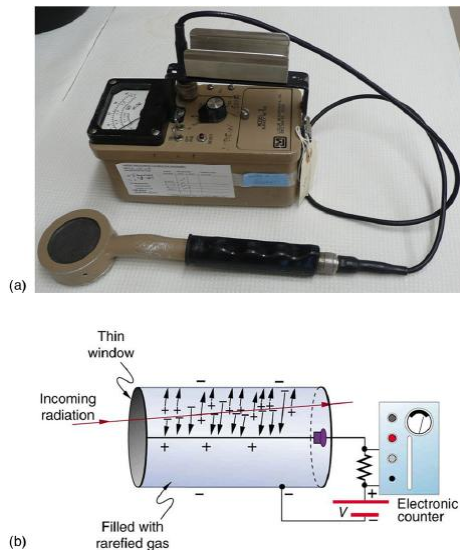 (a)
Thin
window
Incoming
radiation
Filled with
rarefied gas
V
Electronic
counter
(b)